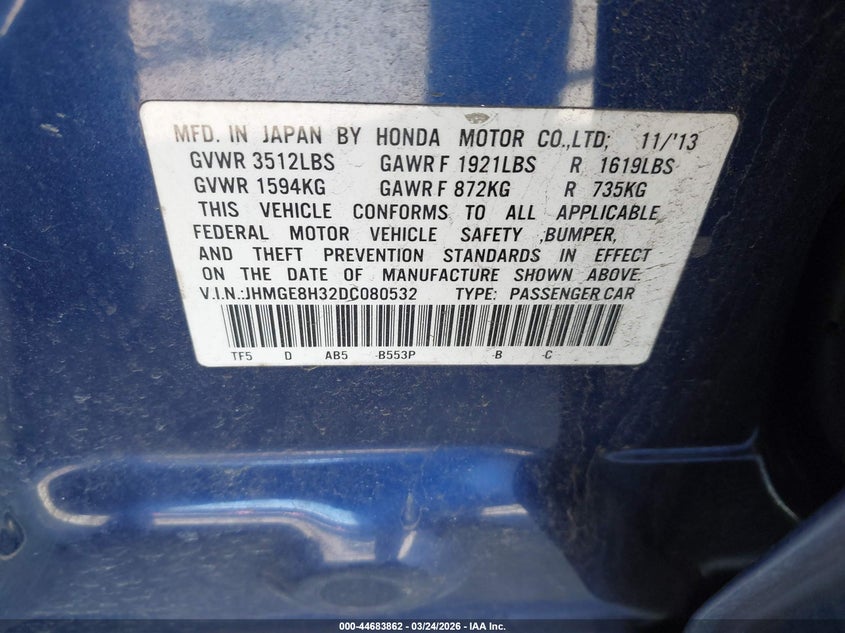 MFD. IN JAPAN BY HONDA MOTOR CO.,LTD; 11/'13
GVWR 3512LBS GAWR F 1921LBS R 1619LBS
GVWR 1594KG GAWR F 872KG R 735KG
THIS VEHICLE CONFORMS TO ALL APPLICABLE
FEDERAL MOTOR VEHICLE SAFETY ,BUMPER,
AND THEFT PREVENTION STANDARDS IN EFFECT
ON THE DATE OF MANUFACTURE SHOWN ABOVE.
V.I.N.:JHMGE8H32DC080532 TYPE: PASSENGER CAR
TF5 D AB5 -B553P -B -C
000-44683862 - 03/24/2026 - IAA Inc.